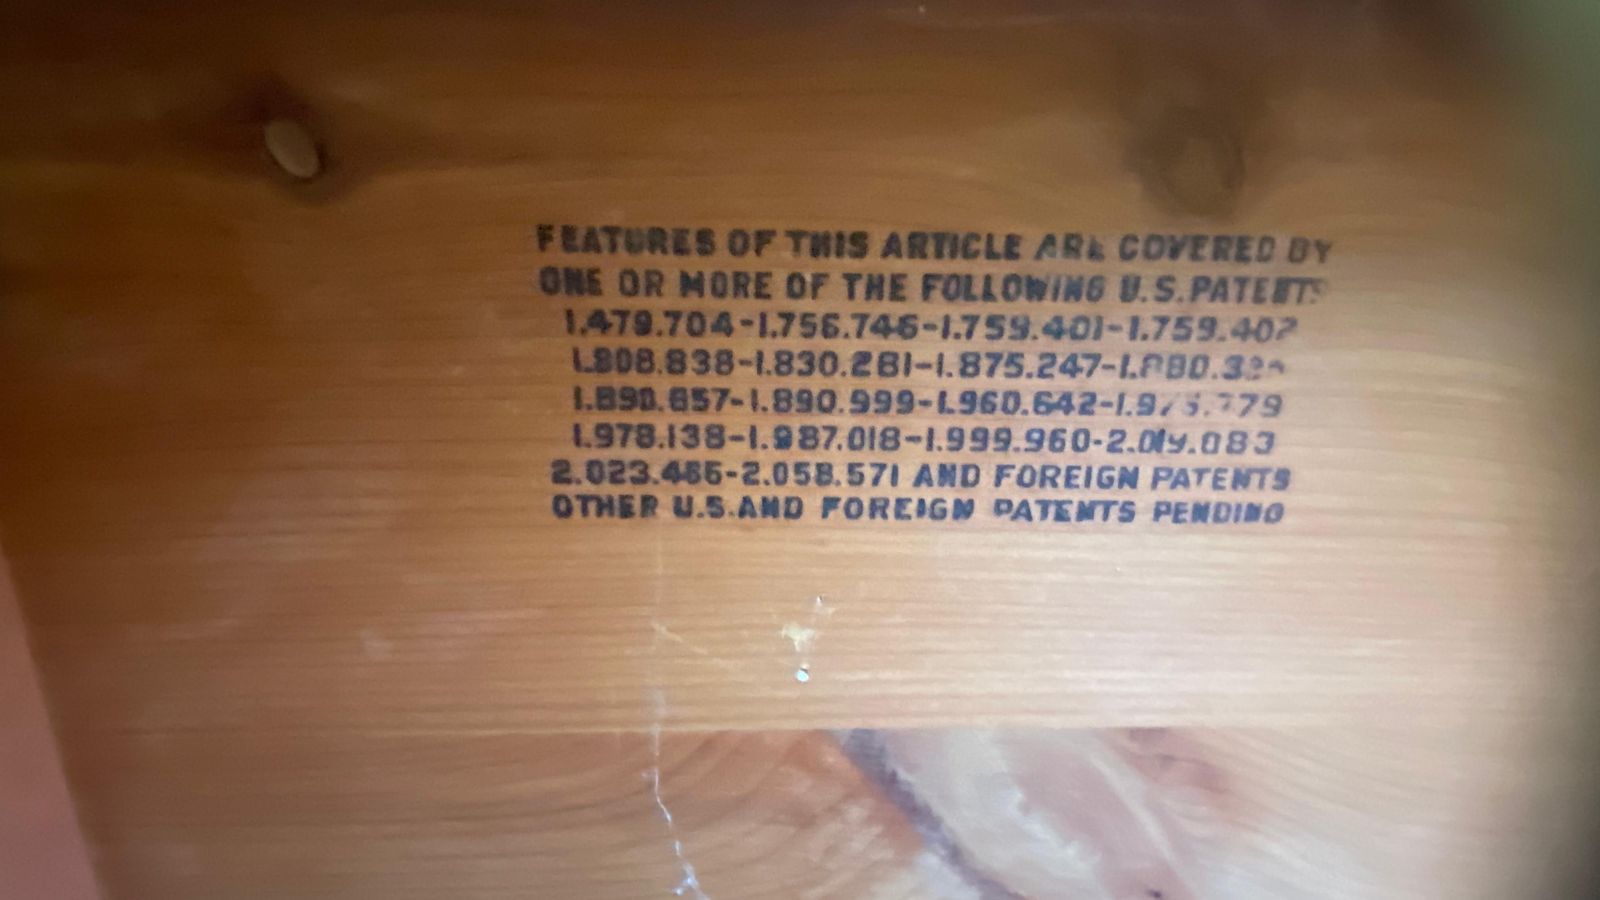 FEATURES OF THIS ARTICLE ARE COVERED BY
ONE OR MORE OF THE FOLLOWING U.S.PATENTS
1.479.704-1.756.746-1.759.401-1.759.402
1.808.838-1.830.281-1.875.247-
1.890.657-1.890.999-1.960.642-
1.978.138-1.987.018-1.999.960-2.019.083
2.023.466-2.058.571 AND FOREIGN PATENTS
OTHER U.S.AND FOREIGN PATENTS PENDING